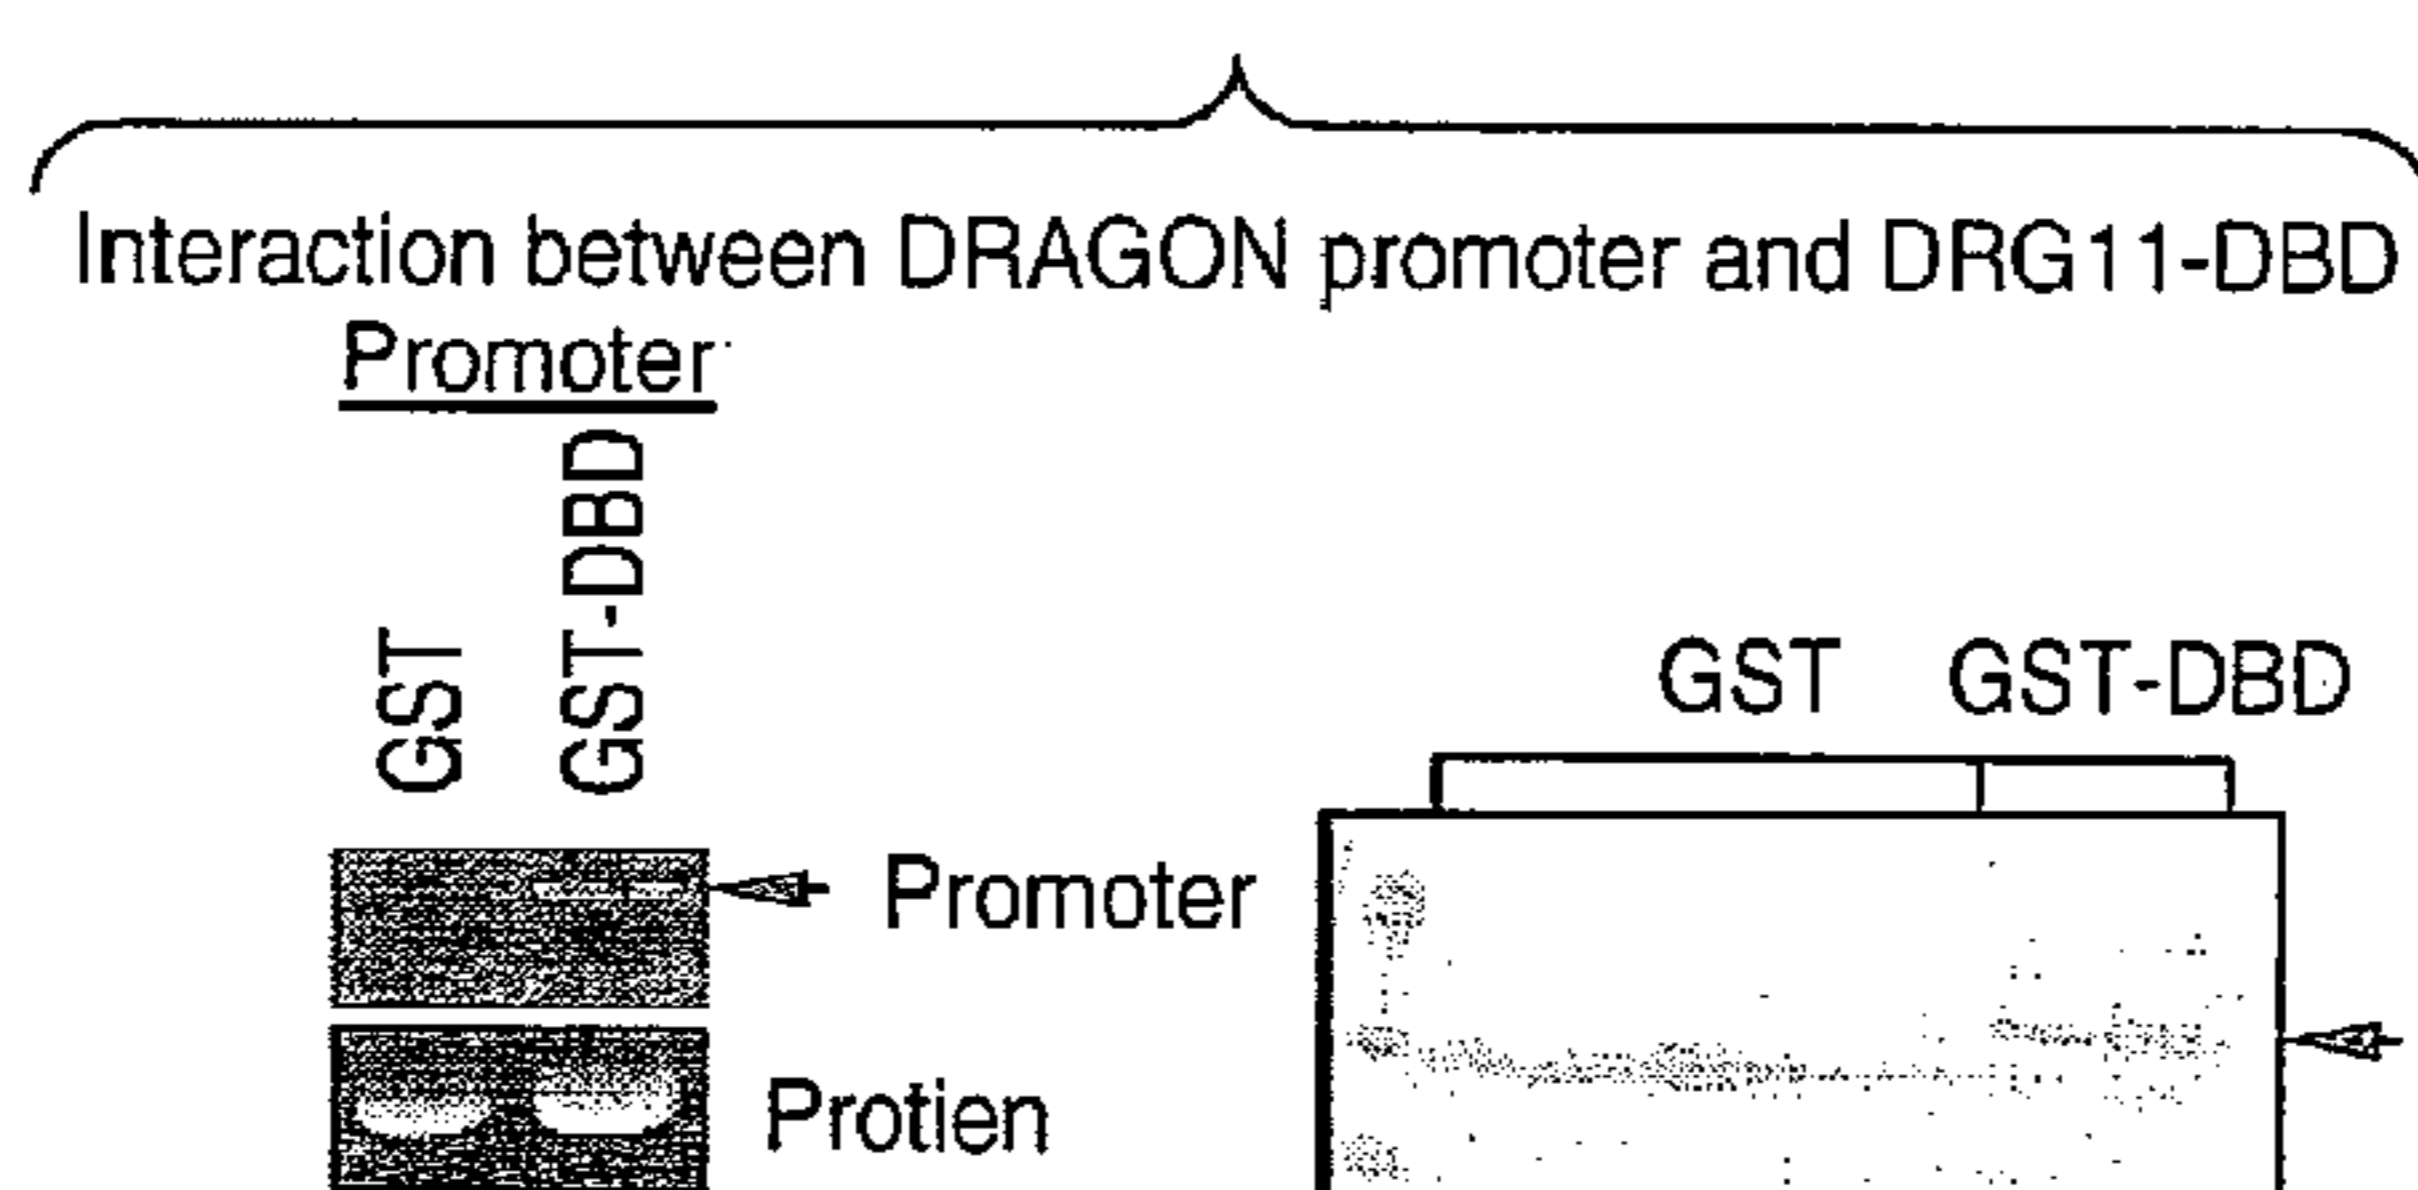 Interaction between DRAGON promoter and DRG11-DBD
Promoter
GST
GST-DBD
GST
GST-DBD
Promoter
Protien